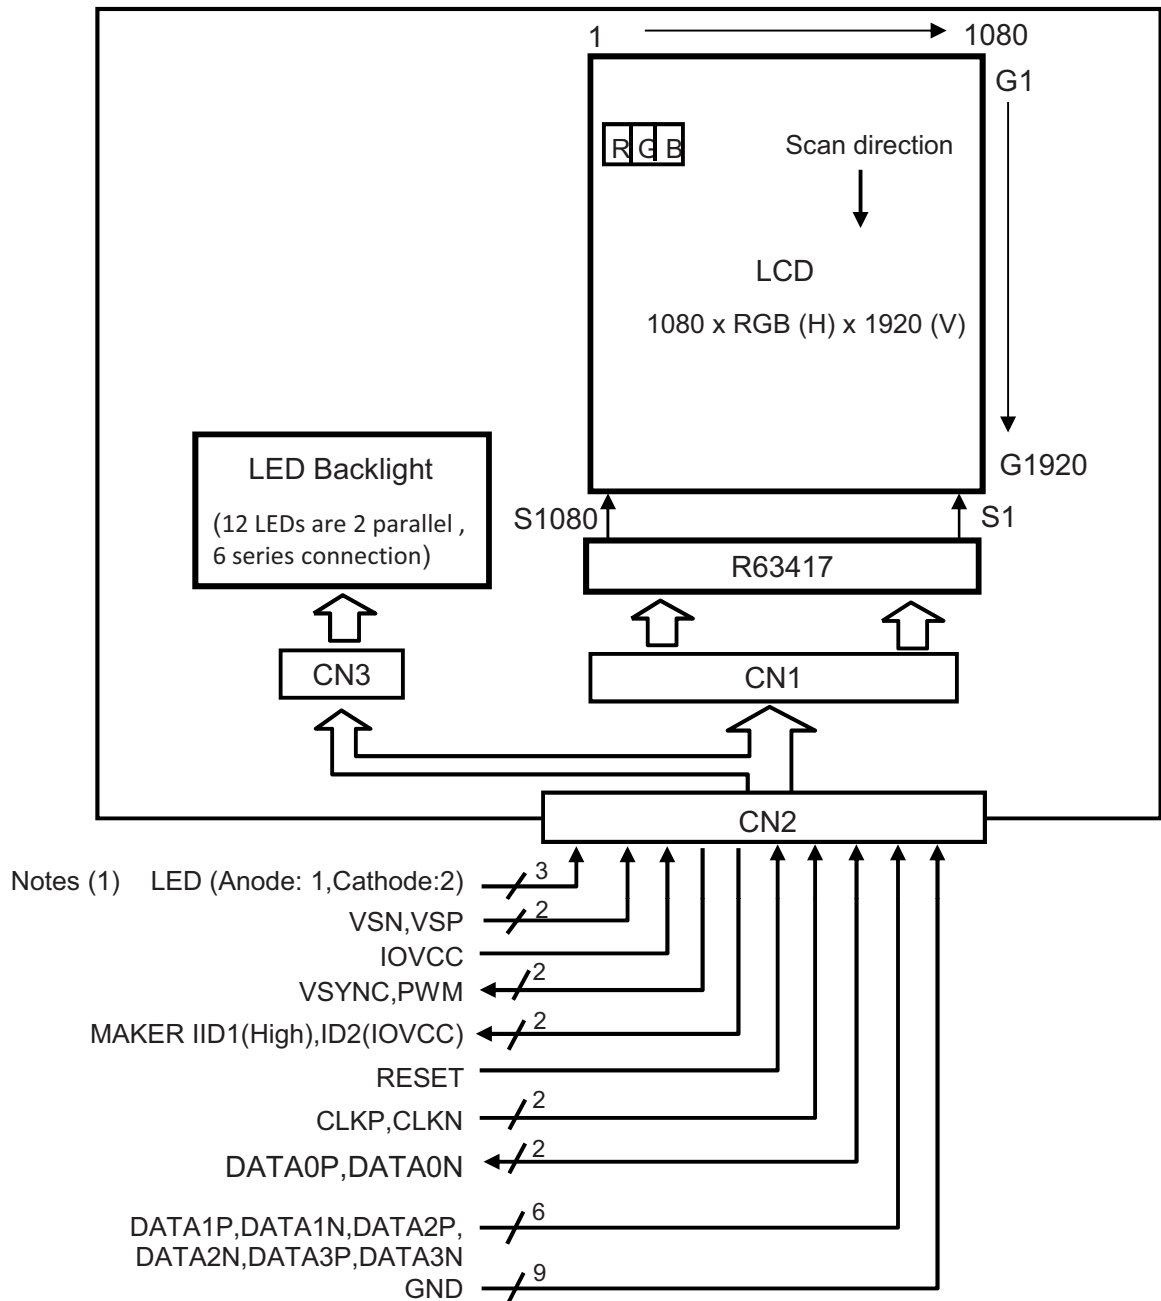 1 1080
G1
R G B
Scan direction
LCD
1080 x RGB (H) x 1920 (V)
G1920
LED Backlight
(12 LEDs are 2 parallel ,
6 series connection)
S1080 S1
R63417
CN3 CN1
CN2
Notes (1) LED (Anode: 1,Cathode:2) 3
VSN,VSP 2
IOVCC
VSYNC,PWM 2
MAKER IID1(High),ID2(IOVCC) 2
RESET
CLKP,CLKN 2
DATA0P,DATA0N 2
DATA1P,DATA1N,DATA2P, 6
DATA2N,DATA3P,DATA3N
GND 9